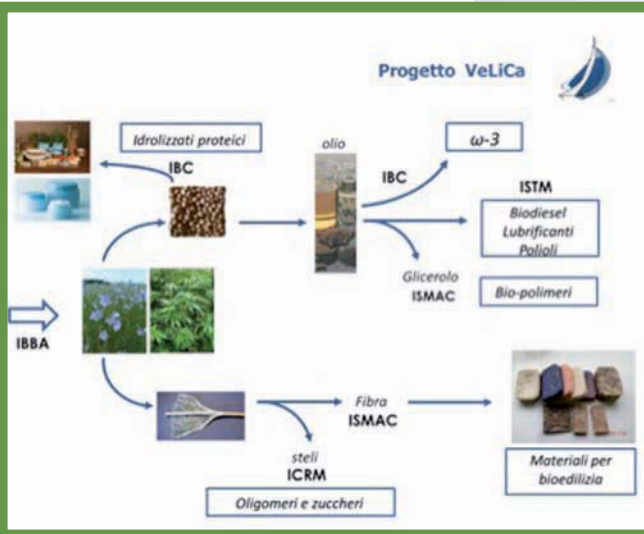 Progetto VeLiCa
Idrolizzati proteici
IBC
olio
IBC
ω-3
ISTM
Biodiesel
Lubrificanti
Polioli
Glicerolo
ISMAC
Bio-polimeri
IBBA
Fibra
ISMAC
steli
ICRM
Oligomeri e zuccheri
Materiali per
bioedilizia